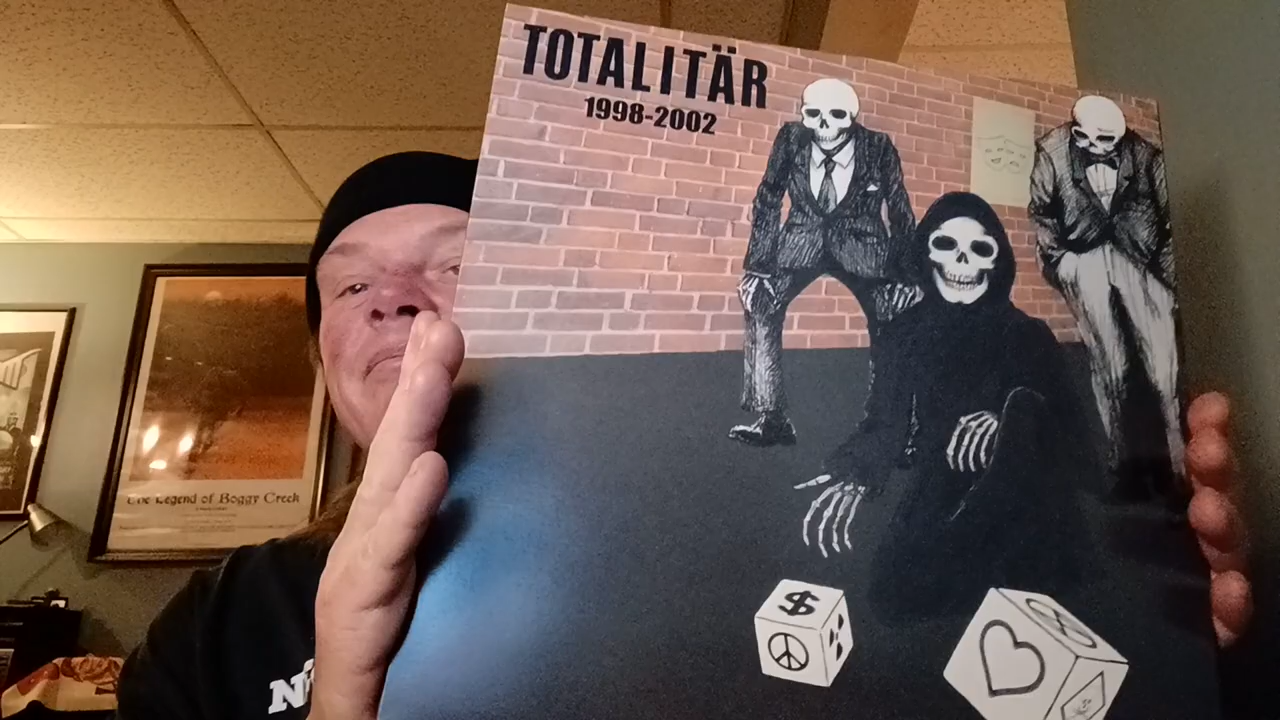 TOTALITÄR
1998-2002
The Legend of Boggy Creek
$